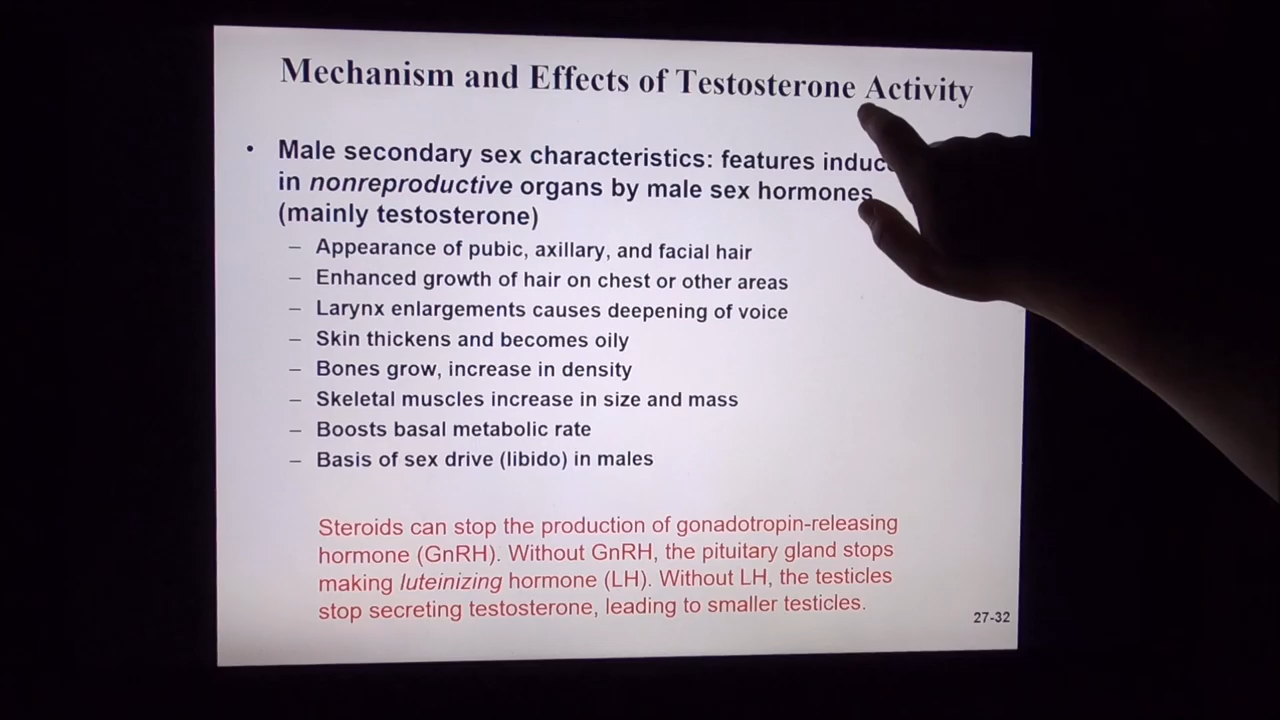 Mechanism and Effects of Testosterone Activity
• Male secondary sex characteristics: features
in nonreproductive organs by male sex hormones
(mainly testosterone)
– Appearance of pubic, axillary, and facial hair
– Enhanced growth of hair on chest or other areas
– Larynx enlargements causes deepening of voice
– Skin thickens and becomes oily
– Bones grow, increase in density
– Skeletal muscles increase in size and mass
– Boosts basal metabolic rate
– Basis of sex drive (libido) in males
Steroids can stop the production of gonadotropin-releasing
hormone (GnRH). Without GnRH, the pituitary gland stops
making luteinizing hormone (LH). Without LH, the testicles
stop secreting testosterone, leading to smaller testicles.
27-32